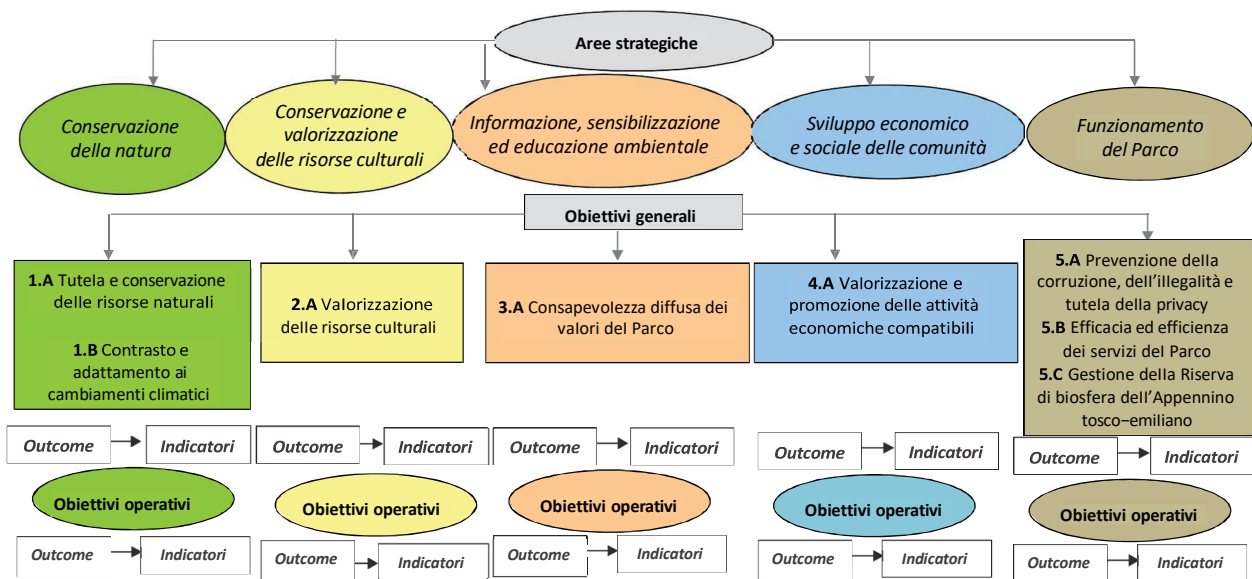 Aree strategiche
Conservazione
della natura
Conservazione e
valorizzazione
delle risorse culturali
Informazione, sensibilizzazione
ed educazione ambientale
Sviluppo economico
e sociale delle comunità
Funzionamento
del Parco
Obiettivi generali
1.A Tutela e conservazione
delle risorse naturali
1.B Contrasto e
adattamento ai
cambiamenti climatici
2.A Valorizzazione
delle risorse culturali
3.A Consapevolezza diffusa dei
valori del Parco
4.A Valorizzazione e
promozione delle attività
economiche compatibili
5.A Prevenzione della
corruzione, dell'illegalità e
tutela della privacy
5.B Efficacia ed efficienza
dei servizi del Parco
5.C Gestione della Riserva
di biosfera dell'Appennino
tosco–emiliano
Outcome
Indicatori
Outcome
Indicatori
Outcome
Indicatori
Outcome
Indicatori
Outcome
Indicatori
Obiettivi operativi
Obiettivi operativi
Obiettivi operativi
Obiettivi operativi
Obiettivi operativi
Outcome
Indicatori
Outcome
Indicatori
Outcome
Indicatori
Outcome
Indicatori
Outcome
Indicatori